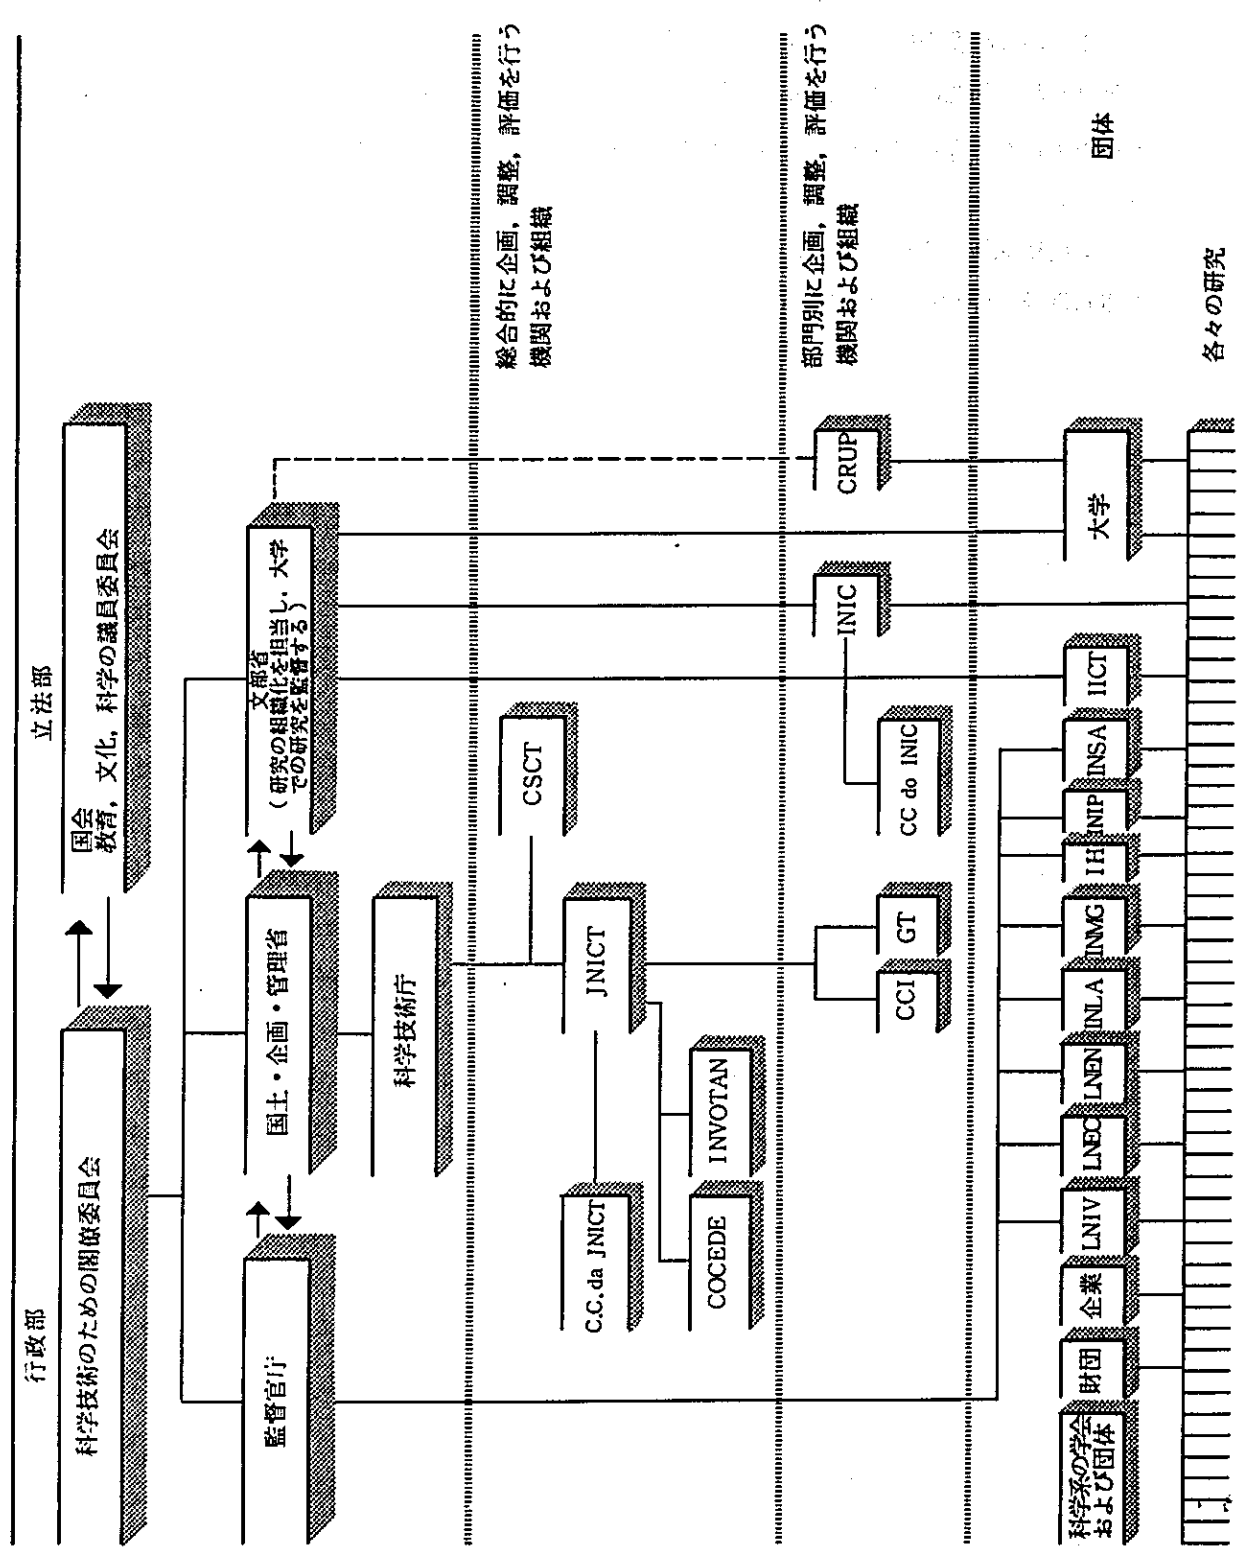 行政部
立法部
科学技術のための閣僚委員会
国会
教育，文化，科学の議員委員会
監督官庁
国土・企画・管理省
文部省
（研究の組織化を担当し，大学
での研究を監督する）
科学技術庁
総合的に企画，調整，評価を行う
機関および組織
CSCT
JNICT
C.C.da JNICT
INVOTAN
COCEDE
部門別に企画，調整，評価を行う
機関および組織
CRUP
INIC
CC do INIC
GT
CCI
団体
科学系の学会
および団体
財団
企業
LNIV
LNEC
LNEN
INLA
INMG
IH
INIP
INSA
IICT
大学
各々の研究